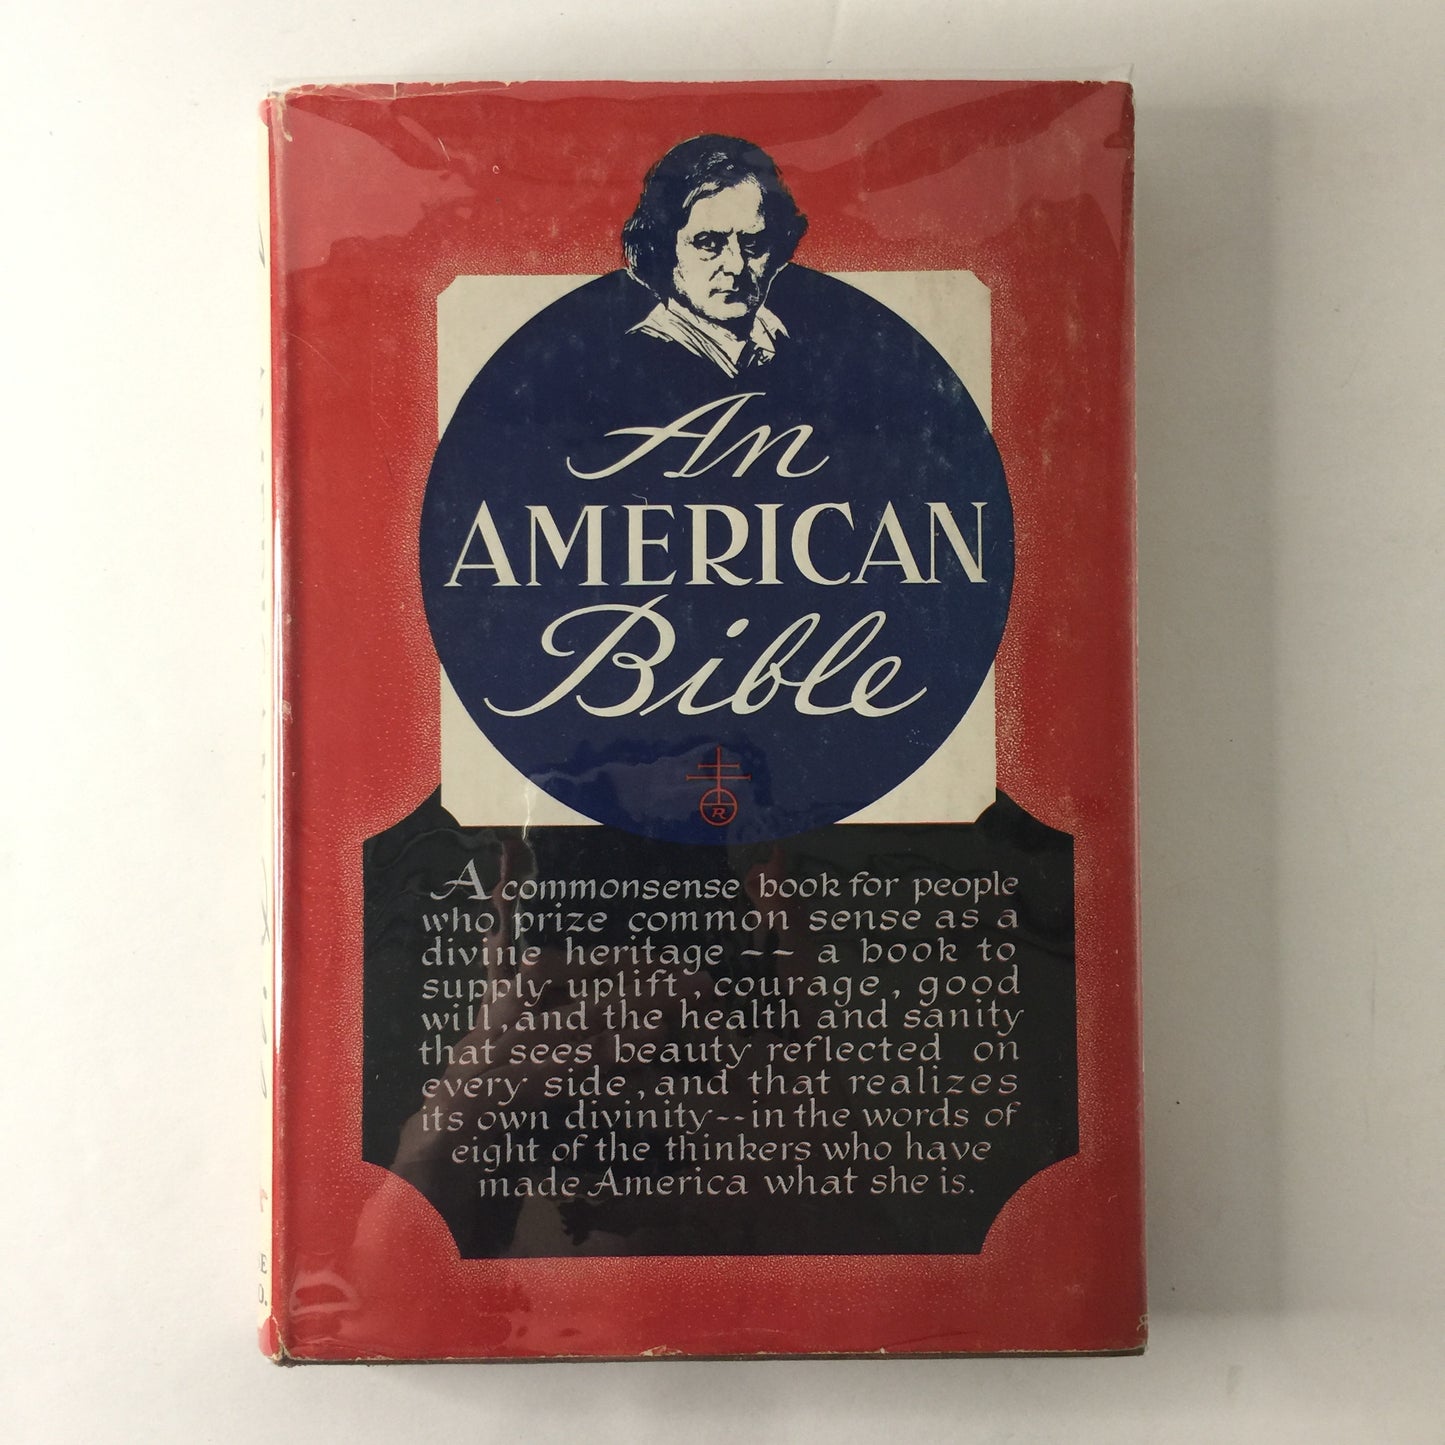 An
AMERICAN
Bible
R
A commonsense book for people
who prize common sense as a
divine heritage -- a book to
supply uplift, courage, good
will, and the health and sanity
that sees beauty reflected on
every side, and that realizes
its own divinity -- in the words of
eight of the thinkers who have
made America what she is.